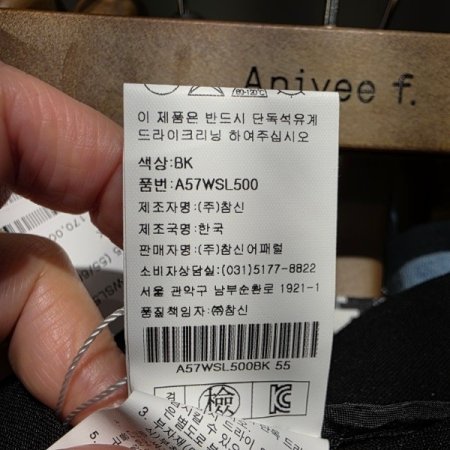 Anivee f.
80-120℃
이 제품은 반드시 단독석유계
드라이크리닝 하여주십시오
색상:BK
품번:A57WSL500
제조자명:(주)참신
제조국명:한국
판매자명:(주)참신어패럴
소비자상담실:(031)5177-8822
서울 관악구 남부순환로 1921-1
품질책임자:㈜참신
A57WSL500BK 55
檢